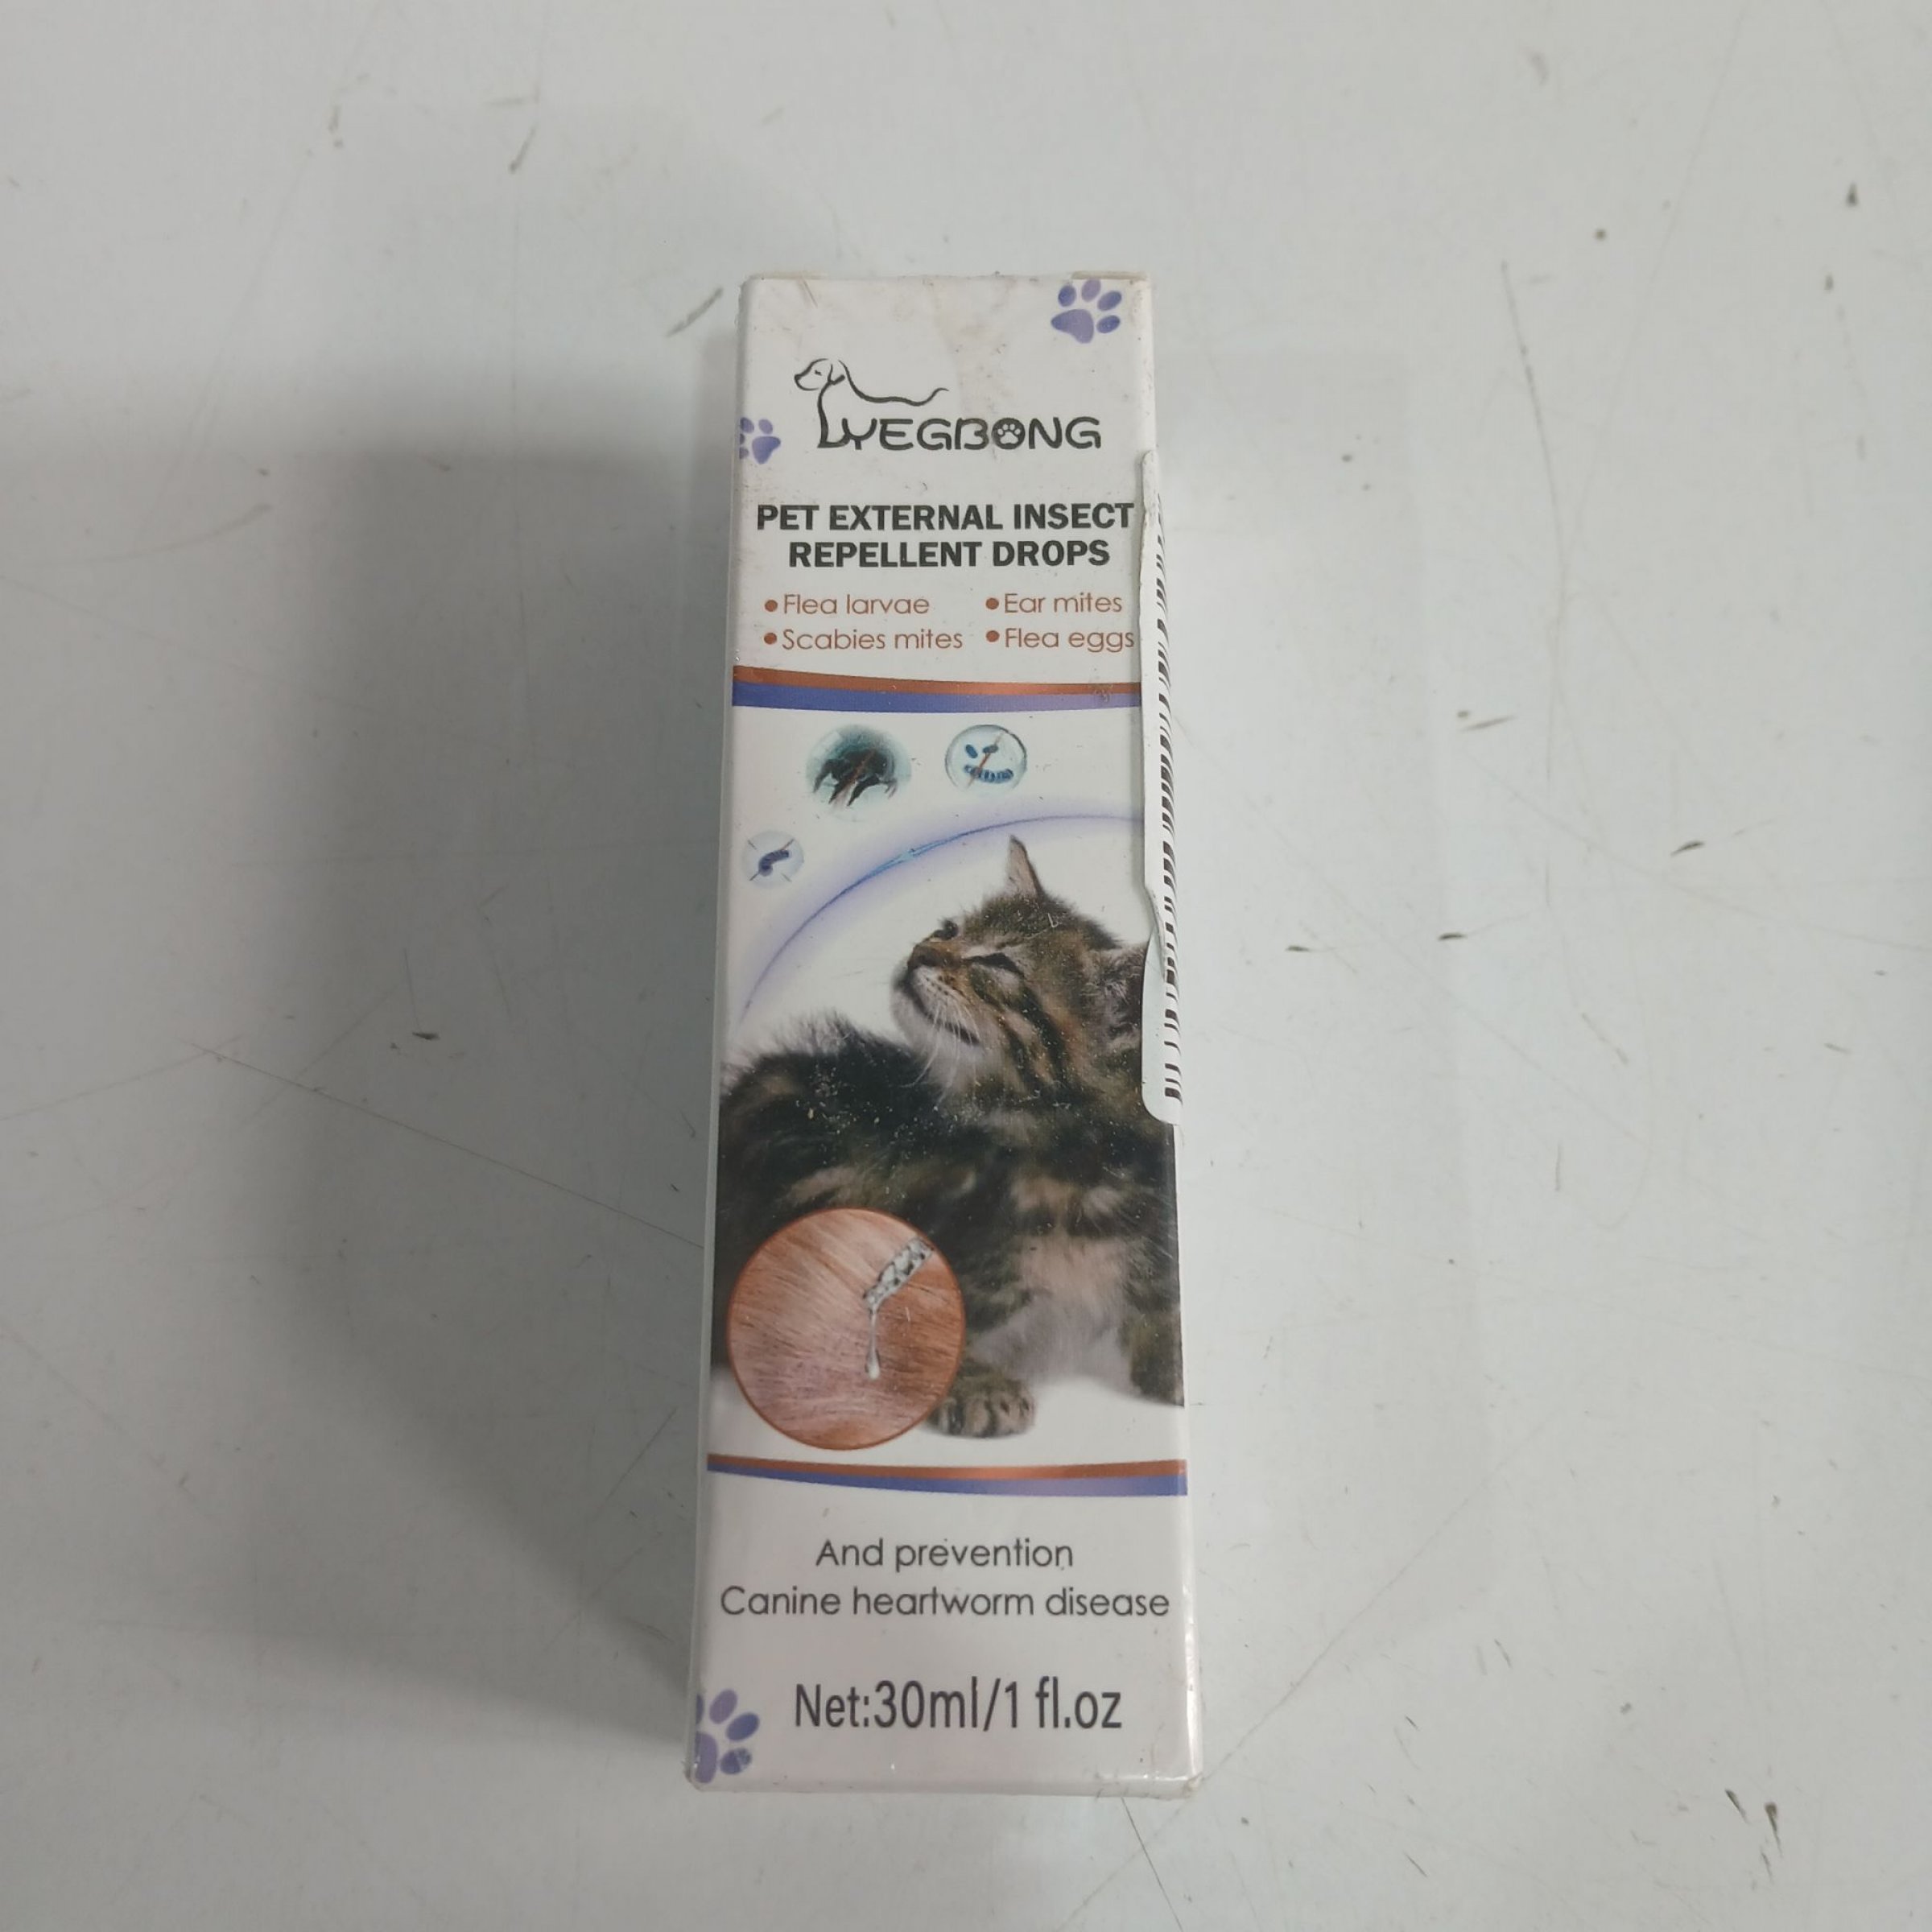 LYEGBONG
PET EXTERNAL INSECT
REPELLENT DROPS
•Flea larvae •Ear mites
•Scabies mites •Flea eggs
And prevention
Canine heartworm disease
Net:30ml/1 fl.oz